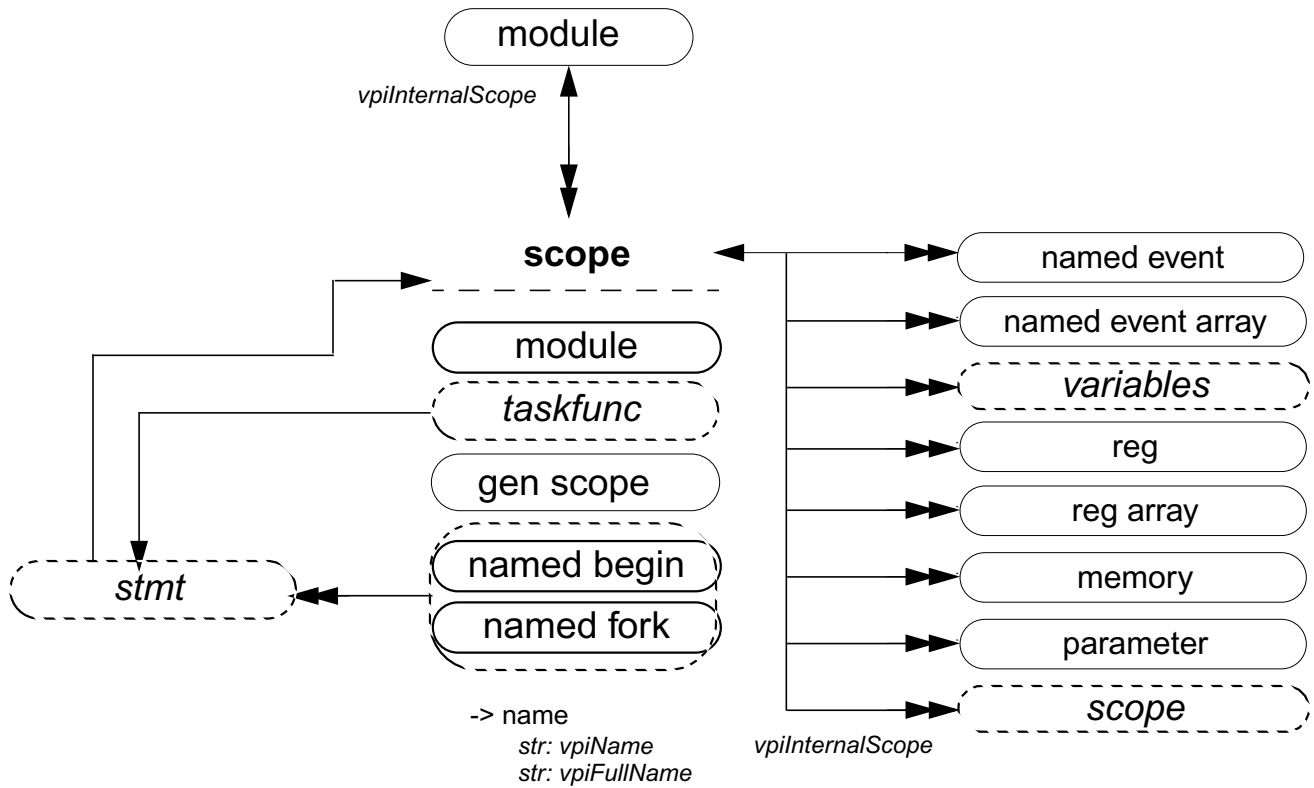 module
vpiInternalScope
scope
named event
named event array
module
variables
taskfunc
reg
gen scope
reg array
named begin
memory
stmt
named fork
parameter
scope
-> name
str: vpiName
vpiInternalScope
str: vpiFullName